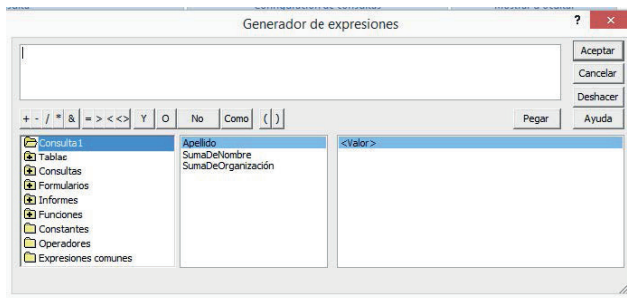 Generador de expresiones
? ×
Aceptar
Cancelar
Deshacer
+ - / * & = > < <> Y O No Como ( ) Pegar Ayuda
Consulta1
Tablac
Consultas
Formularios
Informes
Funciones
Constantes
Operadores
Expresiones comunes
Apellido
SumaDeNombre
SumaDeOrganización
<Valor>